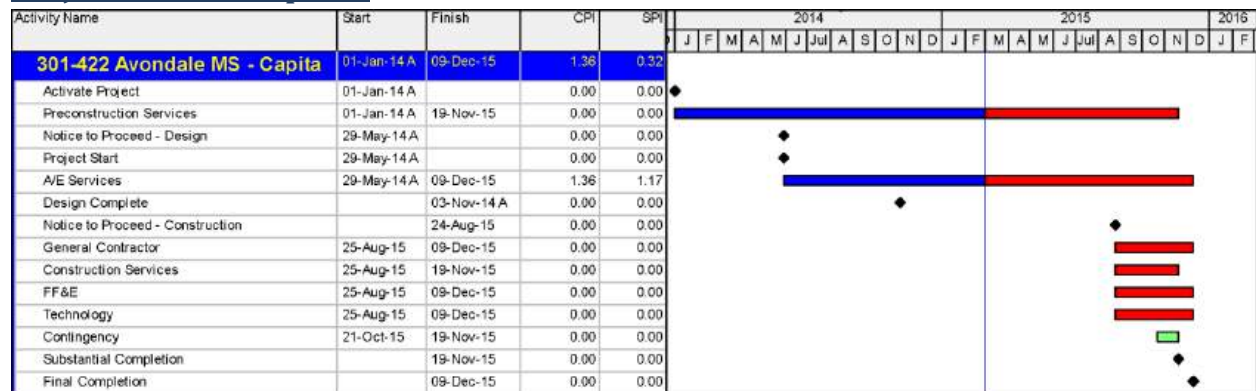 Activity Name Start Finish CPI SPI 2014 2015 2016
J F M A M J Jul A S O N D J F M A M J Jul A S O N D J F
301-422 Avondale MS - Capita 01-Jan-14 A 09-Dec-15 1.36 0.32
Activate Project 01-Jan-14 A 0.00 0.00
Preconstruction Services 01-Jan-14 A 19-Nov-15 0.00 0.00
Notice to Proceed - Design 29-May-14 A 0.00 0.00
Project Start 29-May-14 A 0.00 0.00
A/E Services 29-May-14 A 09-Dec-15 1.36 1.17
Design Complete 03-Nov-14 A 0.00 0.00
Notice to Proceed - Construction 24-Aug-15 0.00 0.00
General Contractor 25-Aug-15 09-Dec-15 0.00 0.00
Construction Services 25-Aug-15 19-Nov-15 0.00 0.00
FF&E 25-Aug-15 09-Dec-15 0.00 0.00
Technology 25-Aug-15 09-Dec-15 0.00 0.00
Contingency 21-Oct-15 19-Nov-15 0.00 0.00
Substantial Completion 19-Nov-15 0.00 0.00
Final Completion 09-Dec-15 0.00 0.00